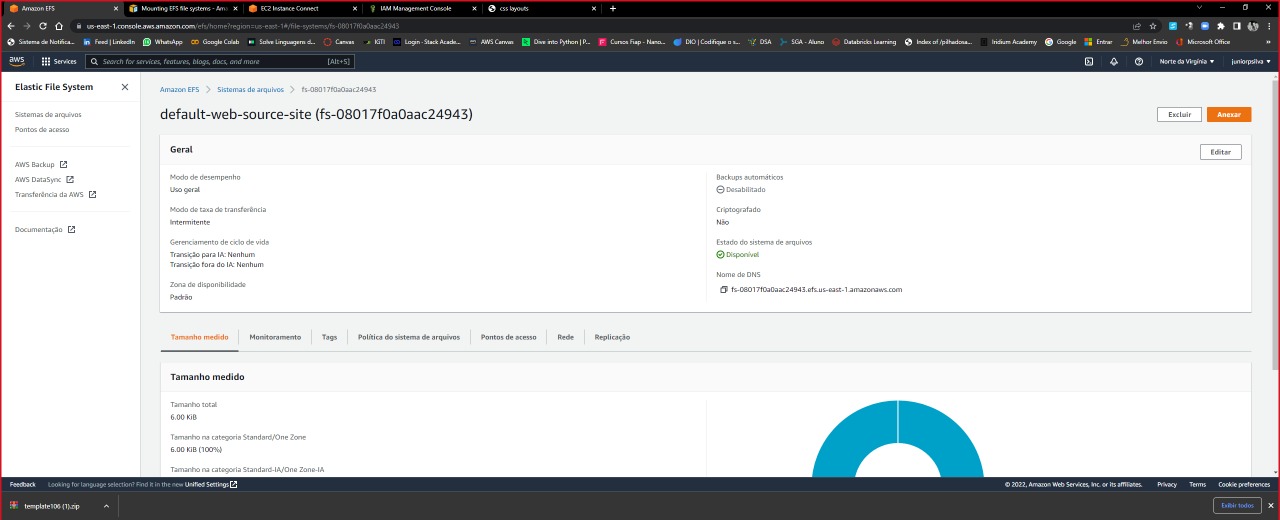 Amazon EFS
Mounting EFS file systems - Ama
EC2 Instance Connect
IAM Management Console
css layouts
us-east-1.console.aws.amazon.com/efs/home?region=us-east-1#/file-systems/fs-08017f0a0aac24943
Sistema de Notifica...
Feed | LinkedIn
WhatsApp
Google Colab
Solve Linguagens d...
Canvas
IGTI
Login · Stack Acade...
AWS Canvas
Dive into Python | P...
Cursos Fiap - Nano...
DIO | Codifique o s...
DSA
SGA - Aluno
Databricks Learning
Index of /pilhadosa...
Iridium Academy
Google
Entrar
Melhor Envio
Microsoft Office
aws
Services
Search for services, features, blogs, docs, and more
[Alt+S]
Norte da Virgínia
juniorpsilva
Elastic File System
Sistemas de arquivos
Pontos de acesso
AWS Backup
AWS DataSync
Transferência da AWS
Documentação
Amazon EFS
Sistemas de arquivos
fs-08017f0a0aac24943
default-web-source-site (fs-08017f0a0aac24943)
Excluir
Anexar
Geral
Editar
Modo de desempenho
Uso geral
Modo de taxa de transferência
Intermitente
Gerenciamento de ciclo de vida
Transição para IA: Nenhum
Transição fora do IA: Nenhum
Zona de disponibilidade
Padrão
Backups automáticos
Desabilitado
Criptografado
Não
Estado do sistema de arquivos
Disponível
Nome de DNS
fs-08017f0a0aac24943.efs.us-east-1.amazonaws.com
Tamanho medido
Monitoramento
Tags
Política do sistema de arquivos
Pontos de acesso
Rede
Replicação
Tamanho medido
Tamanho total
6.00 KiB
Tamanho na categoria Standard/One Zone
6.00 KiB (100%)
Tamanho na categoria Standard-IA/One Zone-IA
Feedback
Looking for language selection? Find it in the new Unified Settings
© 2022, Amazon Web Services, Inc. or its affiliates.
Privacy
Terms
Cookie preferences
template106 (1).zip
Exibir todos